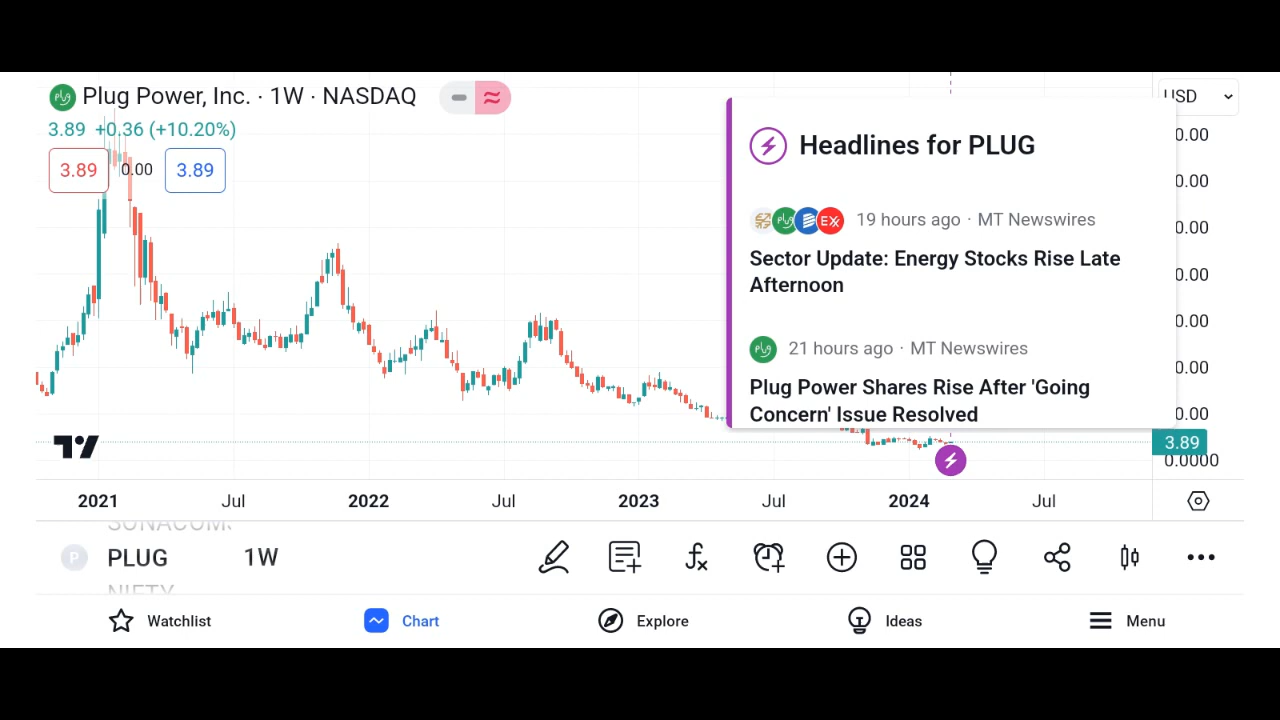 Plug Power, Inc. · 1W · NASDAQ
USD
3.89 +0.36 (+10.20%)
3.89 0.00 3.89
Headlines for PLUG
19 hours ago · MT Newswires
Sector Update: Energy Stocks Rise Late
Afternoon
21 hours ago · MT Newswires
Plug Power Shares Rise After 'Going
Concern' Issue Resolved
0.00
0.00
0.00
0.00
0.00
0.00
0.00
3.89
0.0000
2021 Jul 2022 Jul 2023 Jul 2024 Jul
PLUG 1W
NIFTY
Watchlist Chart Explore Ideas Menu